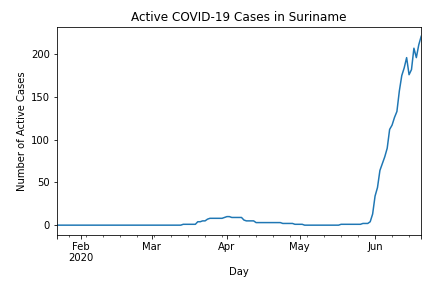 Active COVID-19 Cases in Suriname
Number of Active Cases
200
150
100
50
0
Feb
2020
Mar
Apr
May
Jun
Day